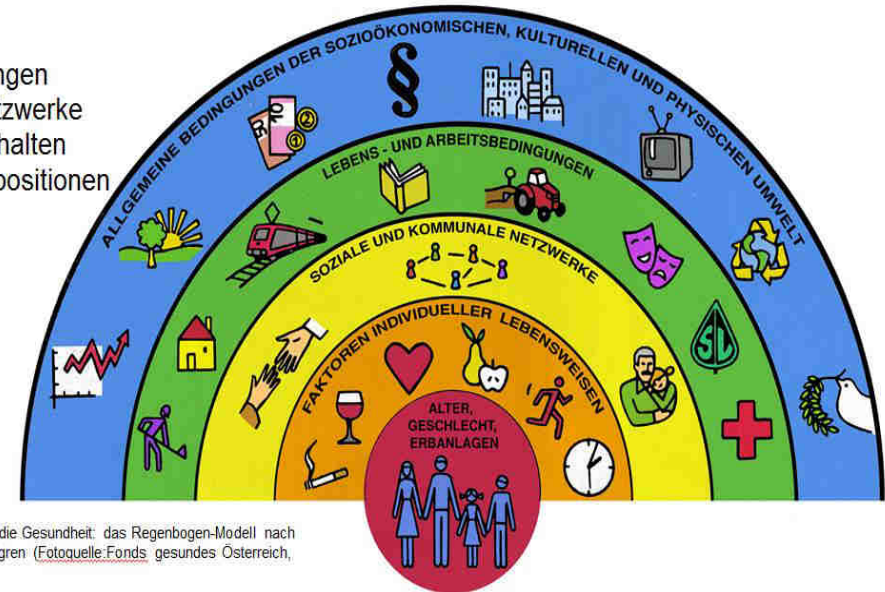 ngen
tzwerke
halten
positionen
ALLGEMEINE BEDINGUNGEN DER SOZIOÖKONOMISCHEN, KULTURELLEN UND PHYSISCHEN UMWELT
§
LEBENS - UND ARBEITSBEDINGUNGEN
SOZIALE UND KOMMUNALE NETZWERKE
FAKTOREN INDIVIDUELLER LEBENSWEISEN
ALTER,
GESCHLECHT,
ERBANLAGEN
die Gesundheit: das Regenbogen-Modell nach
gren (Fotoquelle:Fonds gesundes Österreich,